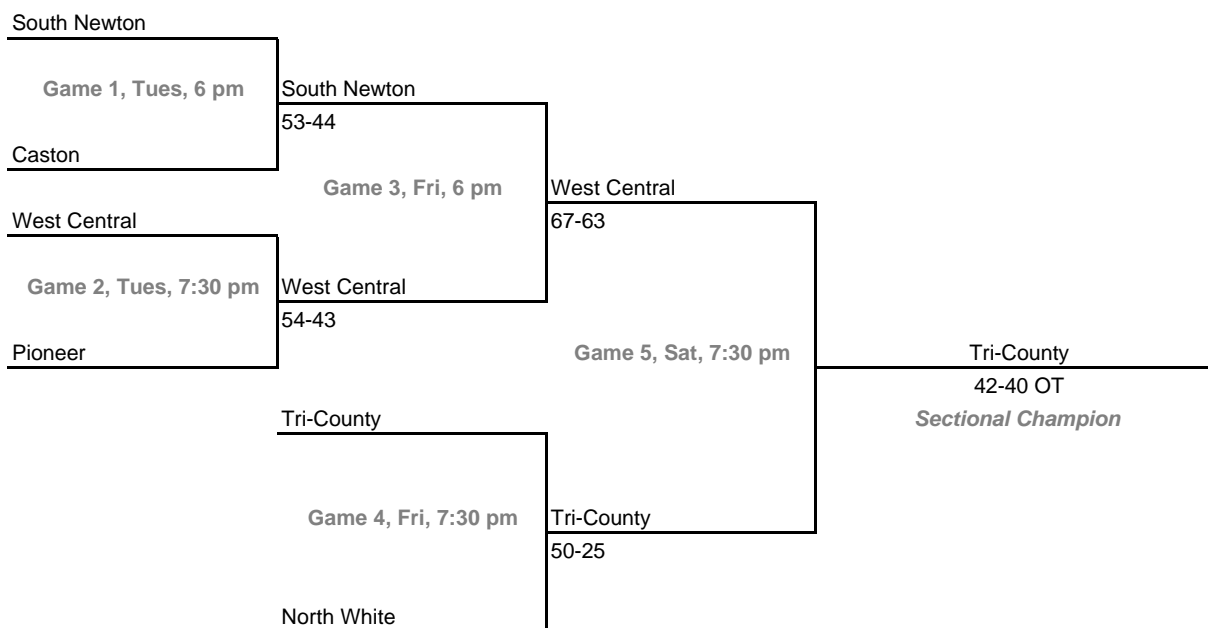 South Newton
Game 1, Tues, 6 pm
South Newton
53-44
Caston
Game 3, Fri, 6 pm
West Central
67-63
West Central
Game 2, Tues, 7:30 pm
West Central
54-43
Pioneer
Game 5, Sat, 7:30 pm
Tri-County
42-40 OT
Sectional Champion
Tri-County
Game 4, Fri, 7:30 pm
Tri-County
50-25
North White